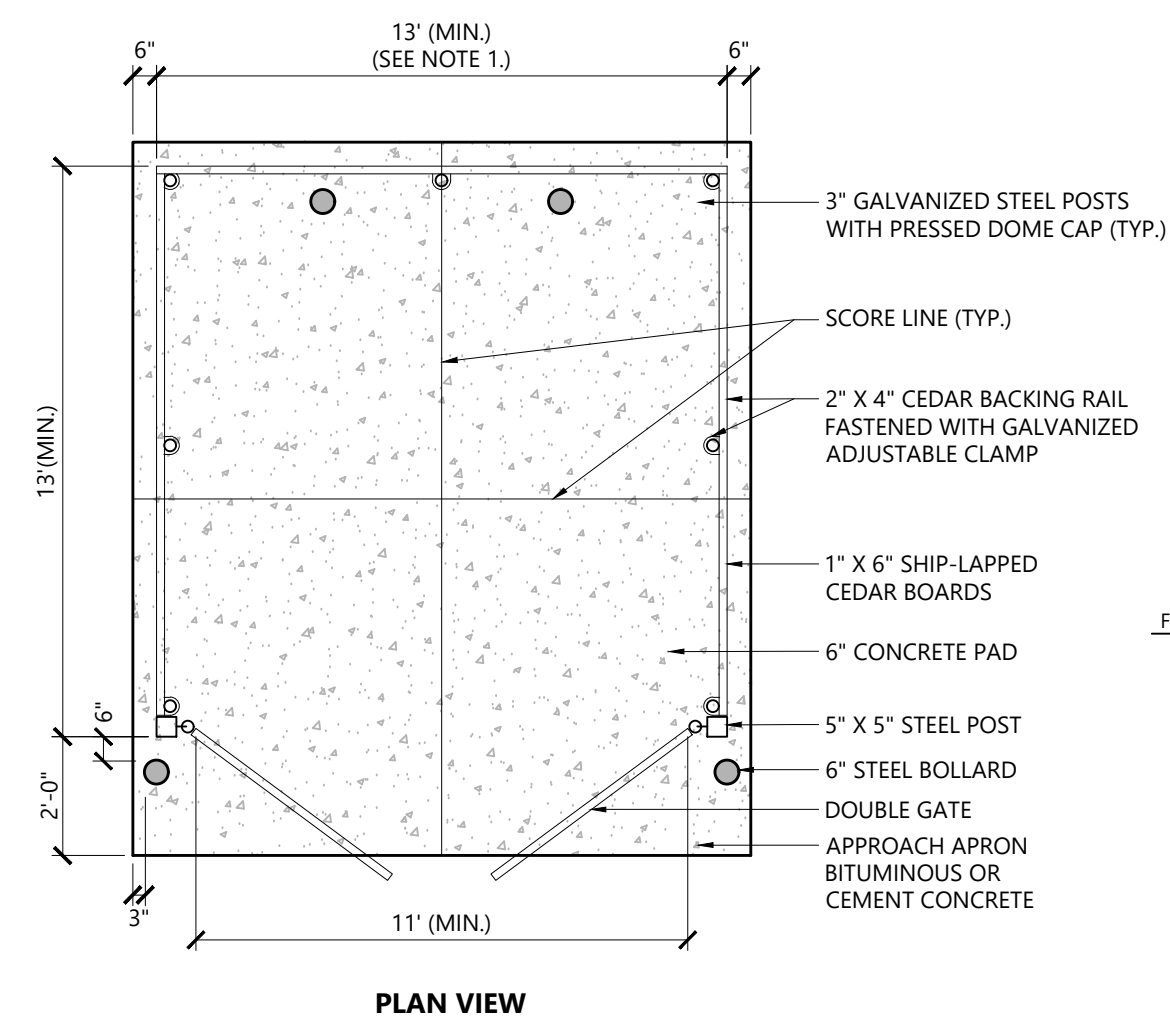 6"
13' (MIN.)
(SEE NOTE 1.)
6"
3" GALVANIZED STEEL POSTS
WITH PRESSED DOME CAP (TYP.)
SCORE LINE (TYP.)
2" X 4" CEDAR BACKING RAIL
FASTENED WITH GALVANIZED
ADJUSTABLE CLAMP
13'(MIN.)
1" X 6" SHIP-LAPPED
CEDAR BOARDS
F
6" CONCRETE PAD
6"
5" X 5" STEEL POST
6" STEEL BOLLARD
2'-0"
DOUBLE GATE
APPROACH APRON
BITUMINOUS OR
CEMENT CONCRETE
3"
11' (MIN.)
PLAN VIEW